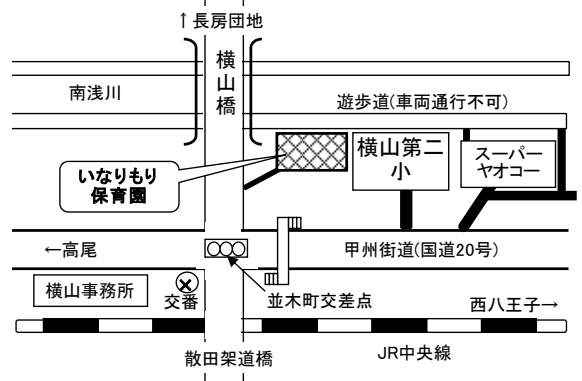 ↑長房団地
横山橋
南浅川
遊歩道(車両通行不可)
いなりもり
保育園
横山第二
小
スーパー
ヤオコー
←高尾
甲州街道(国道20号)
横山事務所
交番
並木町交差点
西八王子→
散田架道橋
JR中央線